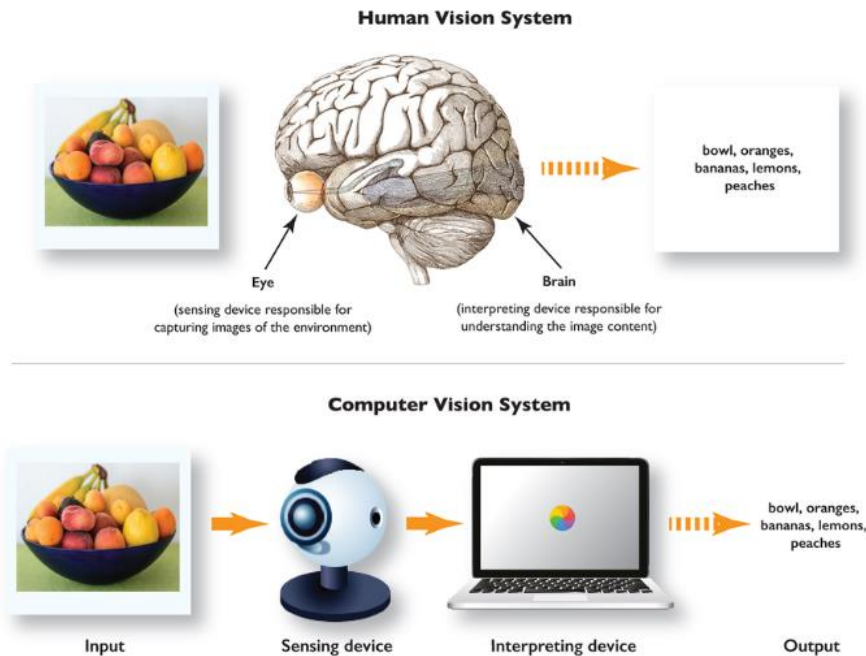 Human Vision System
bowl, oranges,
bananas, lemons,
peaches
Eye
(sensing device responsible for
capturing images of the environment)
Brain
(interpreting device responsible for
understanding the image content)
Computer Vision System
bowl, oranges,
bananas, lemons,
peaches
Input
Sensing device
Interpreting device
Output